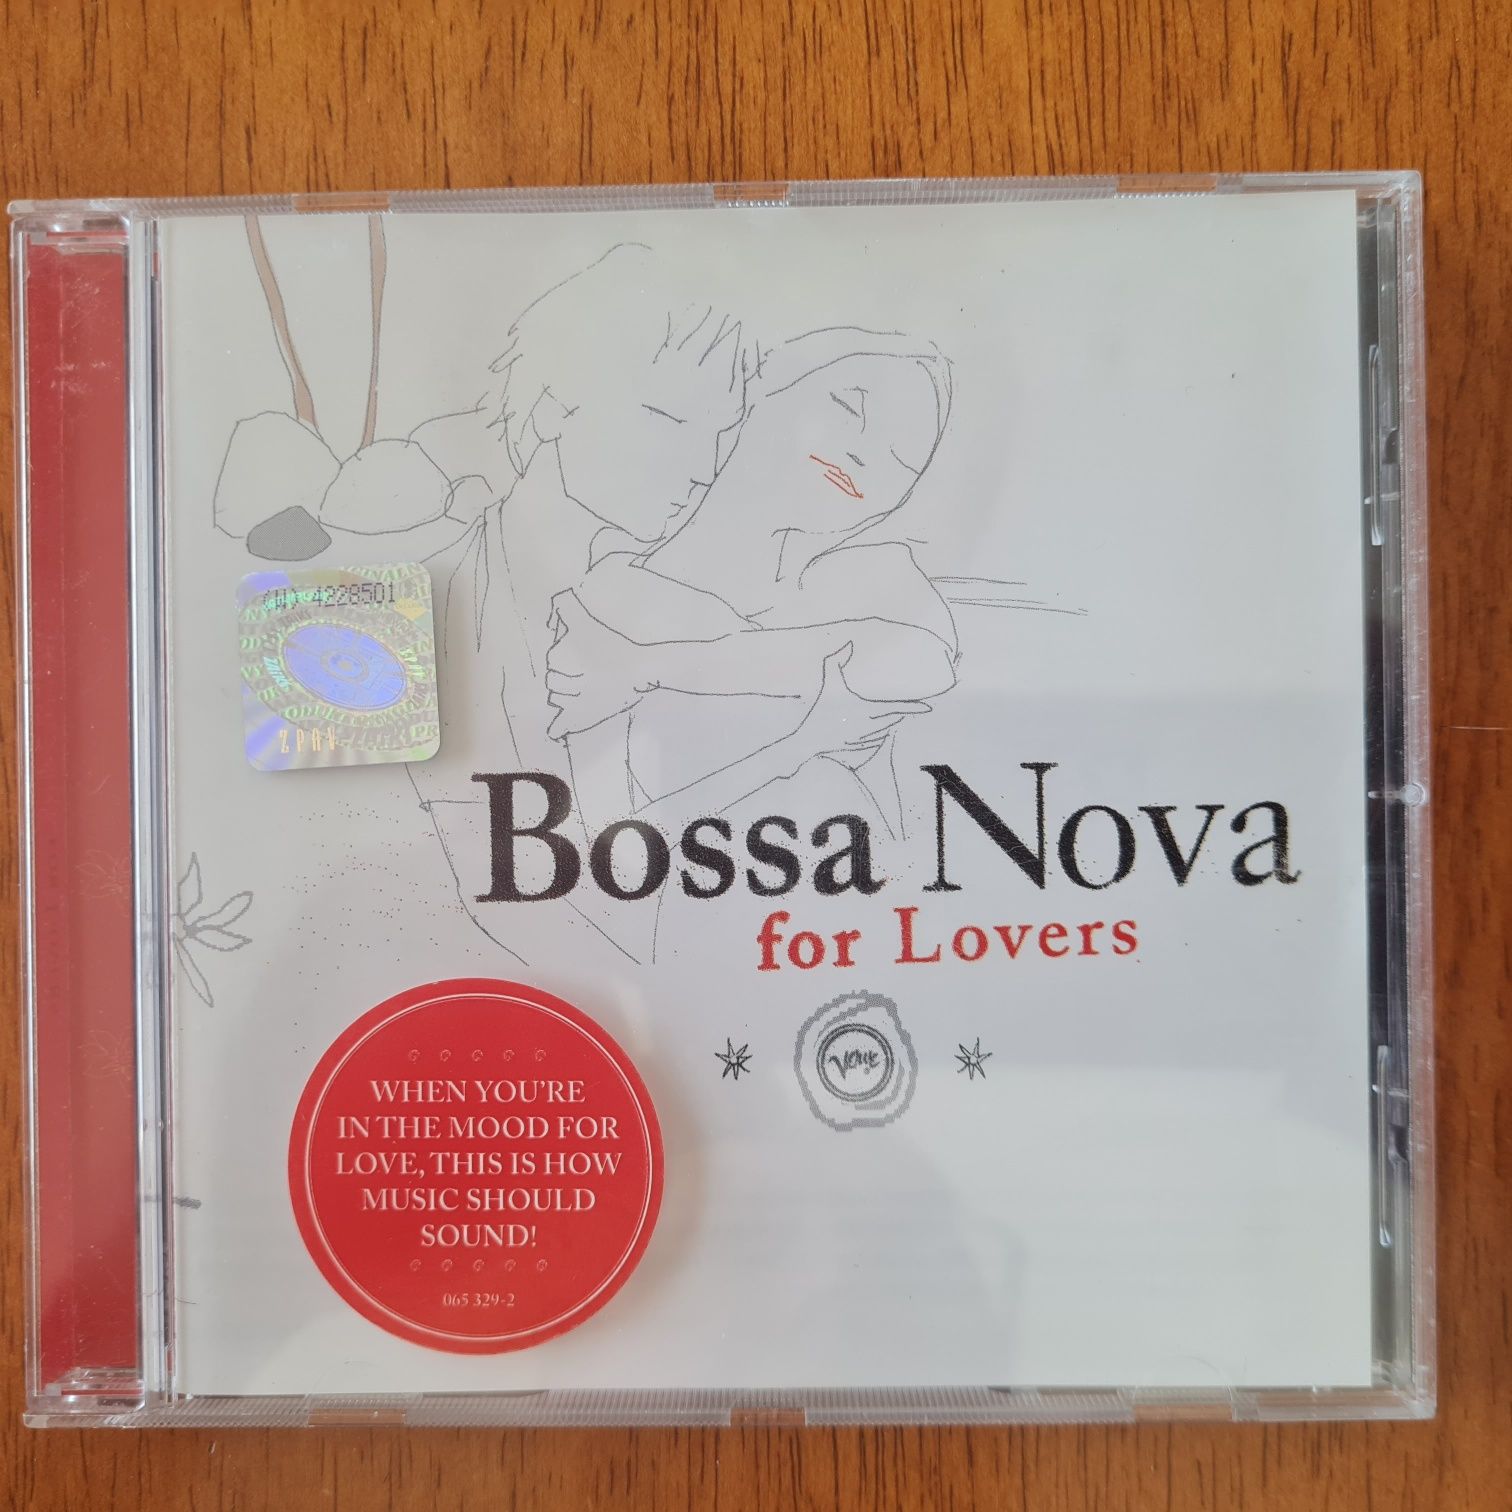 4228501
ZPAV
Bossa Nova
for Lovers
Verve
WHEN YOU'RE
IN THE MOOD FOR
LOVE, THIS IS HOW
MUSIC SHOULD
SOUND!
065 329-2